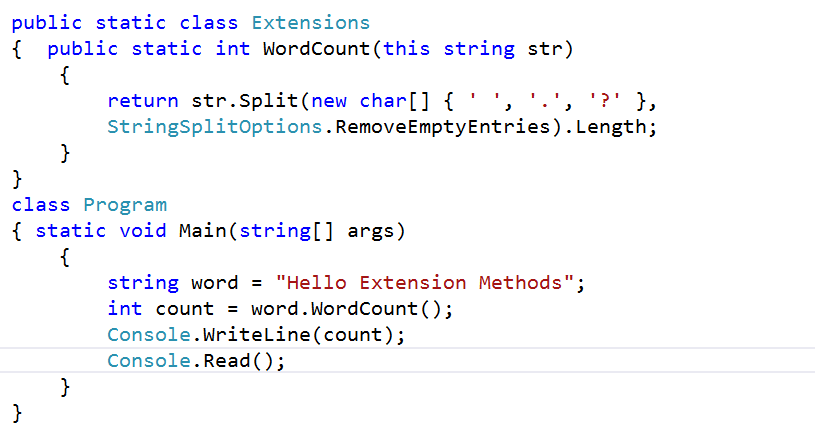 public static class Extensions
{  public static int WordCount(this string str)
    {
        return str.Split(new char[] { ' ', '.', '?' },
        StringSplitOptions.RemoveEmptyEntries).Length;
    }
}
class Program
{ static void Main(string[] args)
    {
        string word = "Hello Extension Methods";
        int count = word.WordCount();
        Console.WriteLine(count);
        Console.Read();
    }
}